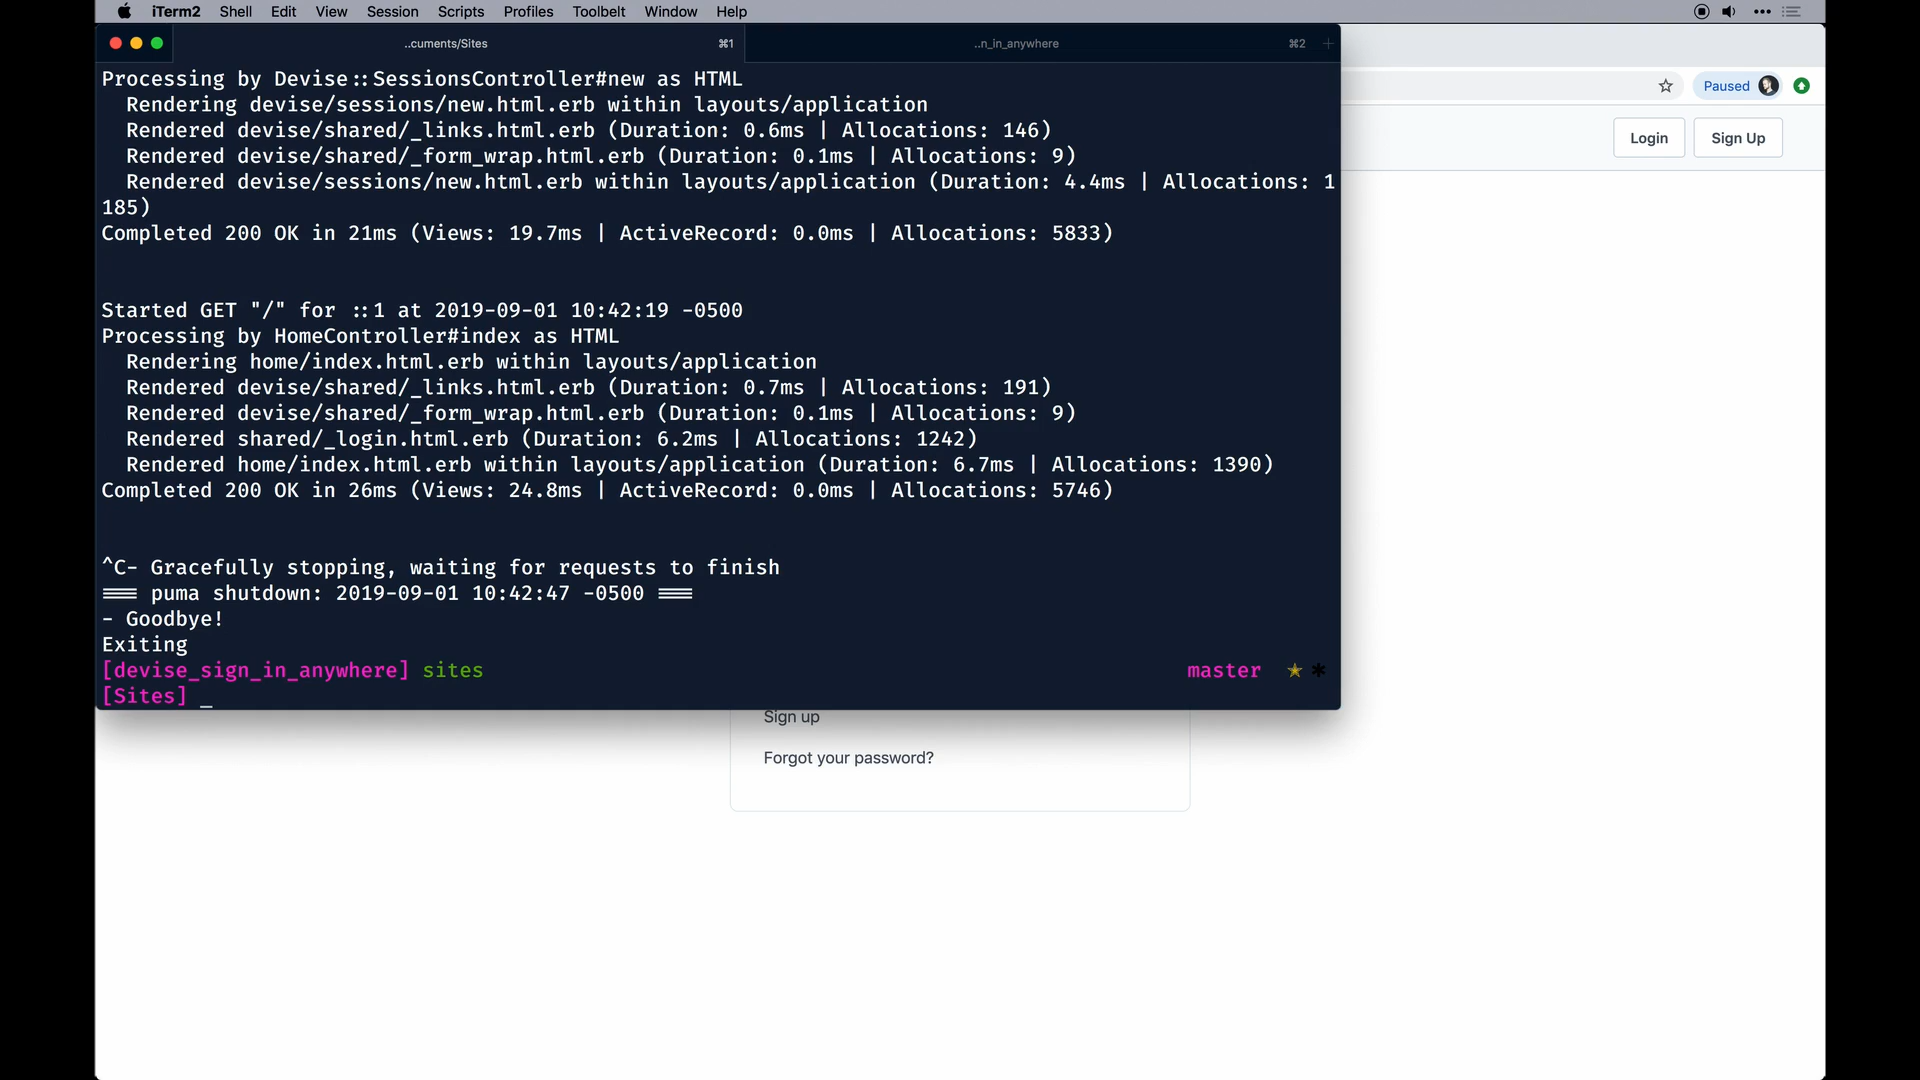 iTerm2 Shell Edit View Session Scripts Profiles Toolbelt Window Help
..cuments/Sites ⌘1 ..n_in_anywhere ⌘2 +
Processing by Devise::SessionsController#new as HTML
Rendering devise/sessions/new.html.erb within layouts/application
Rendered devise/shared/_links.html.erb (Duration: 0.6ms | Allocations: 146)
Rendered devise/shared/_form_wrap.html.erb (Duration: 0.1ms | Allocations: 9)
Rendered devise/sessions/new.html.erb within layouts/application (Duration: 4.4ms | Allocations: 1
185)
Completed 200 OK in 21ms (Views: 19.7ms | ActiveRecord: 0.0ms | Allocations: 5833)
Started GET "/" for ::1 at 2019-09-01 10:42:19 -0500
Processing by HomeController#index as HTML
Rendering home/index.html.erb within layouts/application
Rendered devise/shared/_links.html.erb (Duration: 0.7ms | Allocations: 191)
Rendered devise/shared/_form_wrap.html.erb (Duration: 0.1ms | Allocations: 9)
Rendered shared/_login.html.erb (Duration: 6.2ms | Allocations: 1242)
Rendered home/index.html.erb within layouts/application (Duration: 6.7ms | Allocations: 1390)
Completed 200 OK in 26ms (Views: 24.8ms | ActiveRecord: 0.0ms | Allocations: 5746)
^C- Gracefully stopping, waiting for requests to finish
=== puma shutdown: 2019-09-01 10:42:47 -0500 ===
- Goodbye!
Exiting
[devise_sign_in_anywhere] sites master ★ *
[Sites] _
Paused
Login Sign Up
Sign up
Forgot your password?